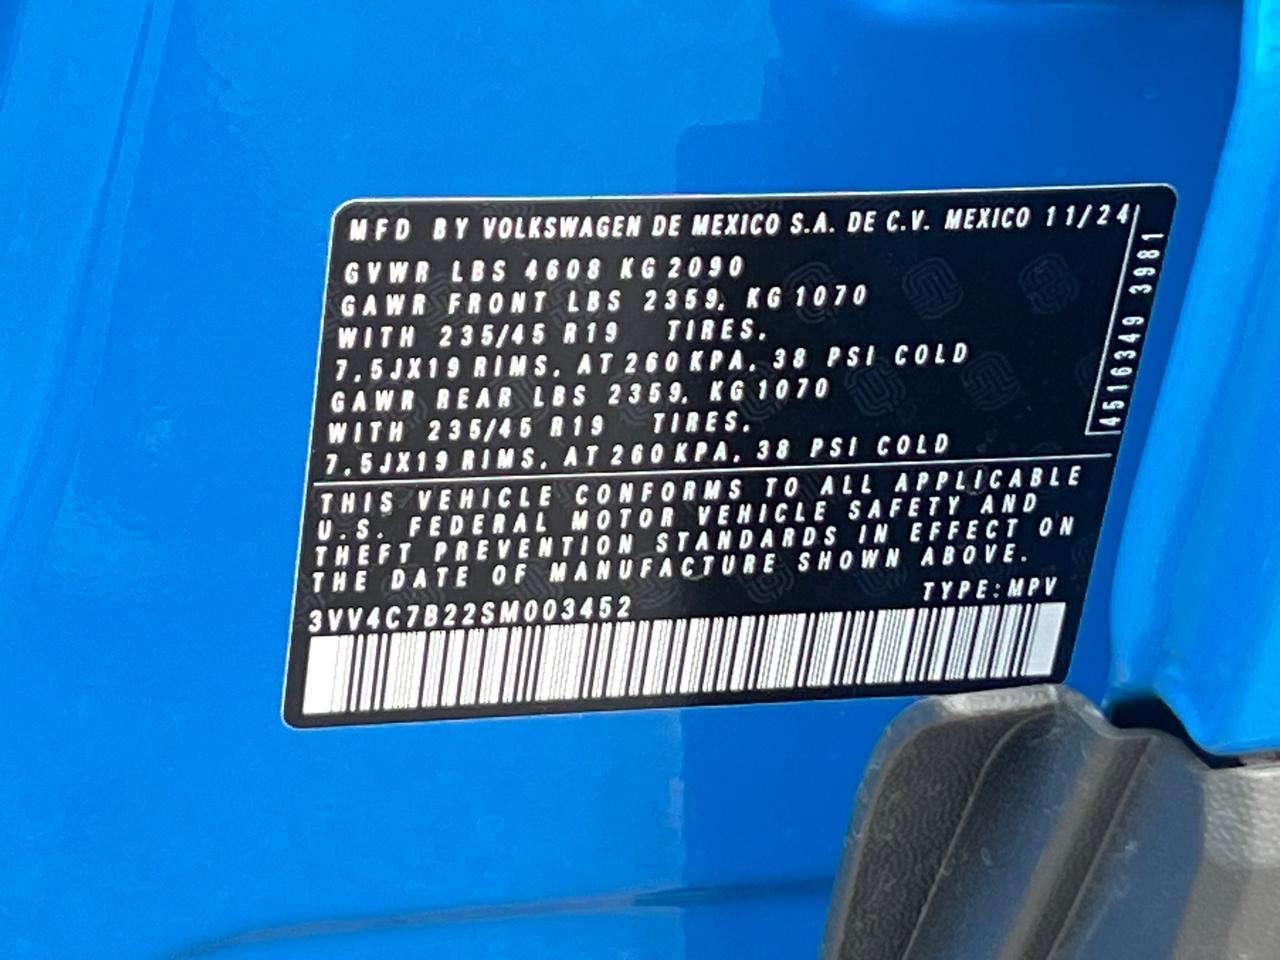 MFD BY VOLKSWAGEN DE MEXICO S.A. DE C.V. MEXICO 11/24
GVWR LBS 4608 KG 2090
GAWR FRONT LBS 2359, KG 1070
WITH 235/45 R19 TIRES,
7.5JX19 RIMS, AT 260 KPA, 38 PSI COLD
GAWR REAR LBS 2359, KG 1070
WITH 235/45 R19 TIRES,
7.5JX19 RIMS, AT 260 KPA, 38 PSI COLD
4516349 3981
THIS VEHICLE CONFORMS TO ALL APPLICABLE
U.S. FEDERAL MOTOR VEHICLE SAFETY AND
THEFT PREVENTION STANDARDS IN EFFECT ON
THE DATE OF MANUFACTURE SHOWN ABOVE.
TYPE: MPV
3VV4C7B22SM003452